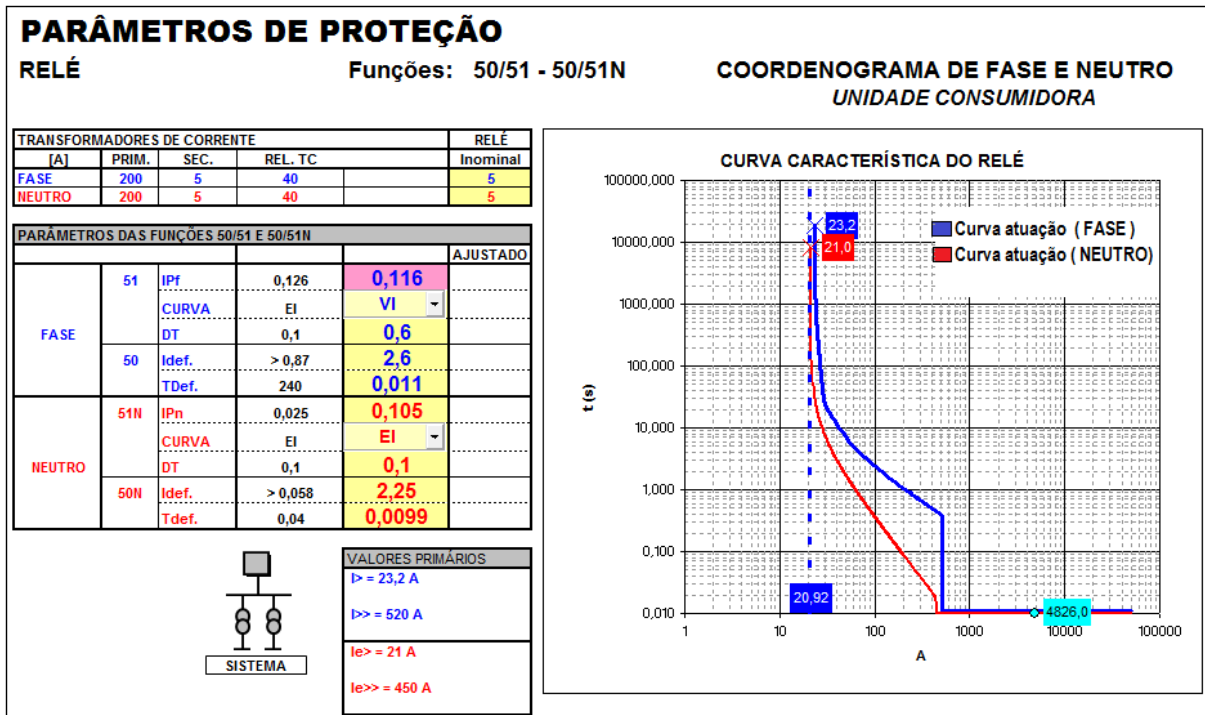 PARÂMETROS DE PROTEÇÃO
RELÉ Funções: 50/51 - 50/51N
COORDENOGRAMA DE FASE E NEUTRO
UNIDADE CONSUMIDORA
TRANSFORMADORES DE CORRENTE RELÉ
[A] PRIM. SEC. REL. TC Inominal
FASE 200 5 40 5
NEUTRO 200 5 40 5
PARÂMETROS DAS FUNÇÕES 50/51 E 50/51N
AJUSTADO
FASE
51 IPf 0,126 0,116
CURVA EI VI
DT 0,1 0,6
50 Idef. > 0,87 2,6
TDef. 240 0,011
NEUTRO
51N IPn 0,025 0,105
CURVA EI EI
DT 0,1 0,1
50N Idef. > 0,058 2,25
Tdef. 0,04 0,0099
SISTEMA
VALORES PRIMÁRIOS
I> = 23,2 A
I>> = 520 A
Ie> = 21 A
Ie>> = 450 A
CURVA CARACTERÍSTICA DO RELÉ
Curva atuação ( FASE )
Curva atuação ( NEUTRO)
23,2
21,0
20,92
4826,0
t (s)
100000,000
10000,000
1000,000
100,000
10,000
1,000
0,100
0,010
1 10 100 1000 10000 100000
A